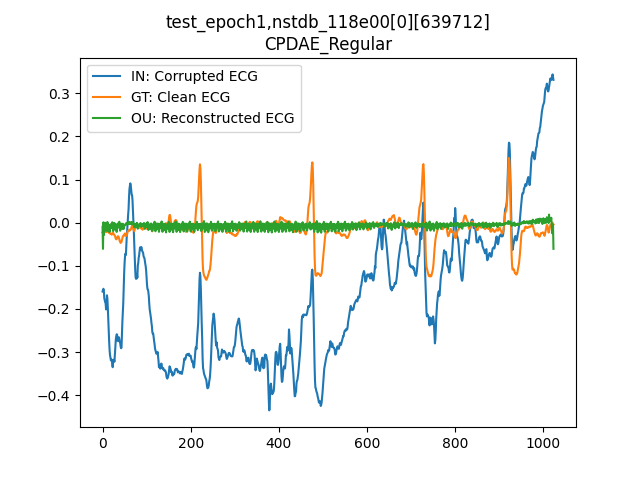 test_epoch1,nstdb_118e00[0][639712]
CPDAE_Regular
IN: Corrupted ECG
GT: Clean ECG
OU: Reconstructed ECG
0.3
0.2
0.1
0.0
−0.1
−0.2
−0.3
−0.4
0 200 400 600 800 1000